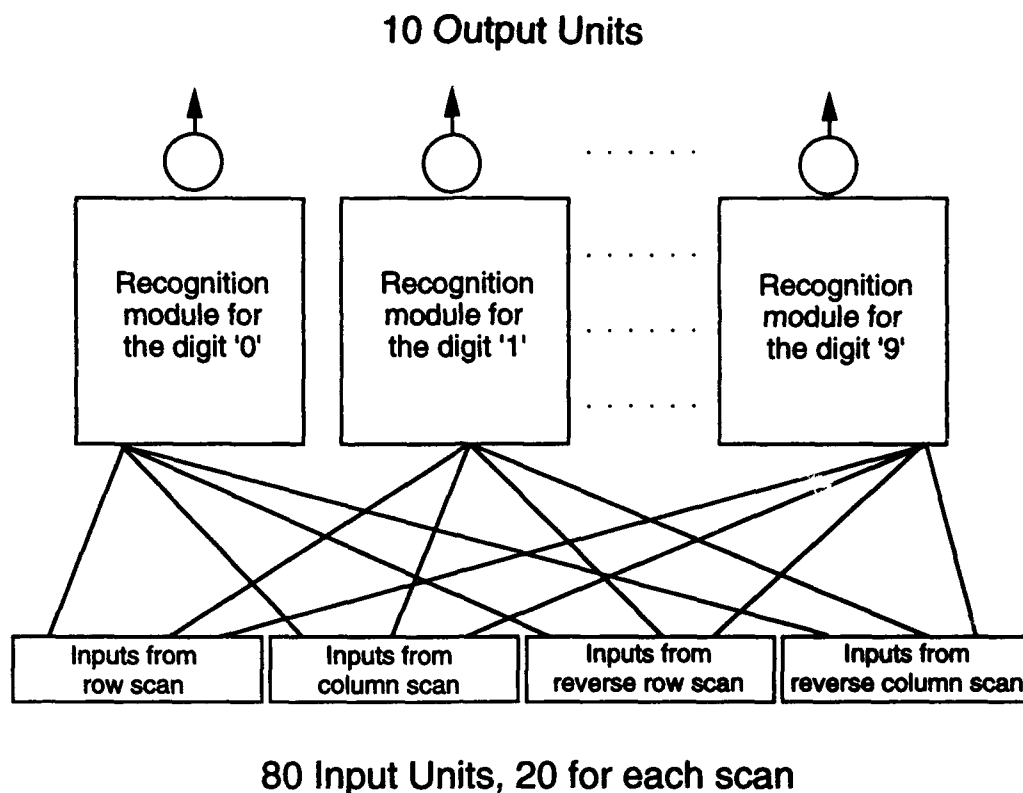 10 Output Units
Recognition
module for
the digit '0'
Recognition
module for
the digit '1'
Recognition
module for
the digit '9'
Inputs from
row scan
Inputs from
column scan
Inputs from
reverse row scan
Inputs from
reverse column scan
80 Input Units, 20 for each scan